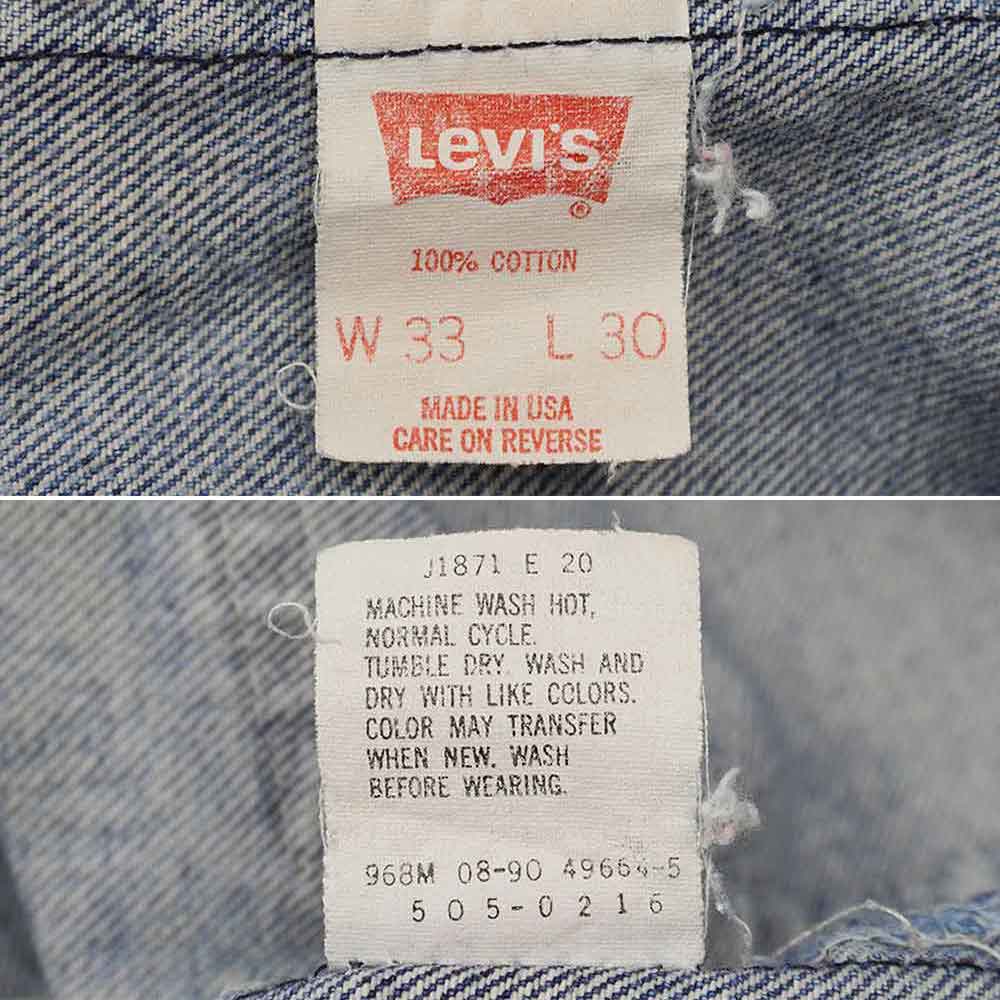 Levi's
®
100% COTTON
W 33 L 30
MADE IN USA
CARE ON REVERSE
J1871 E 20
MACHINE WASH HOT,
NORMAL CYCLE.
TUMBLE DRY. WASH AND
DRY WITH LIKE COLORS.
COLOR MAY TRANSFER
WHEN NEW. WASH
BEFORE WEARING.
968M 08-90 49664-5
505-0216